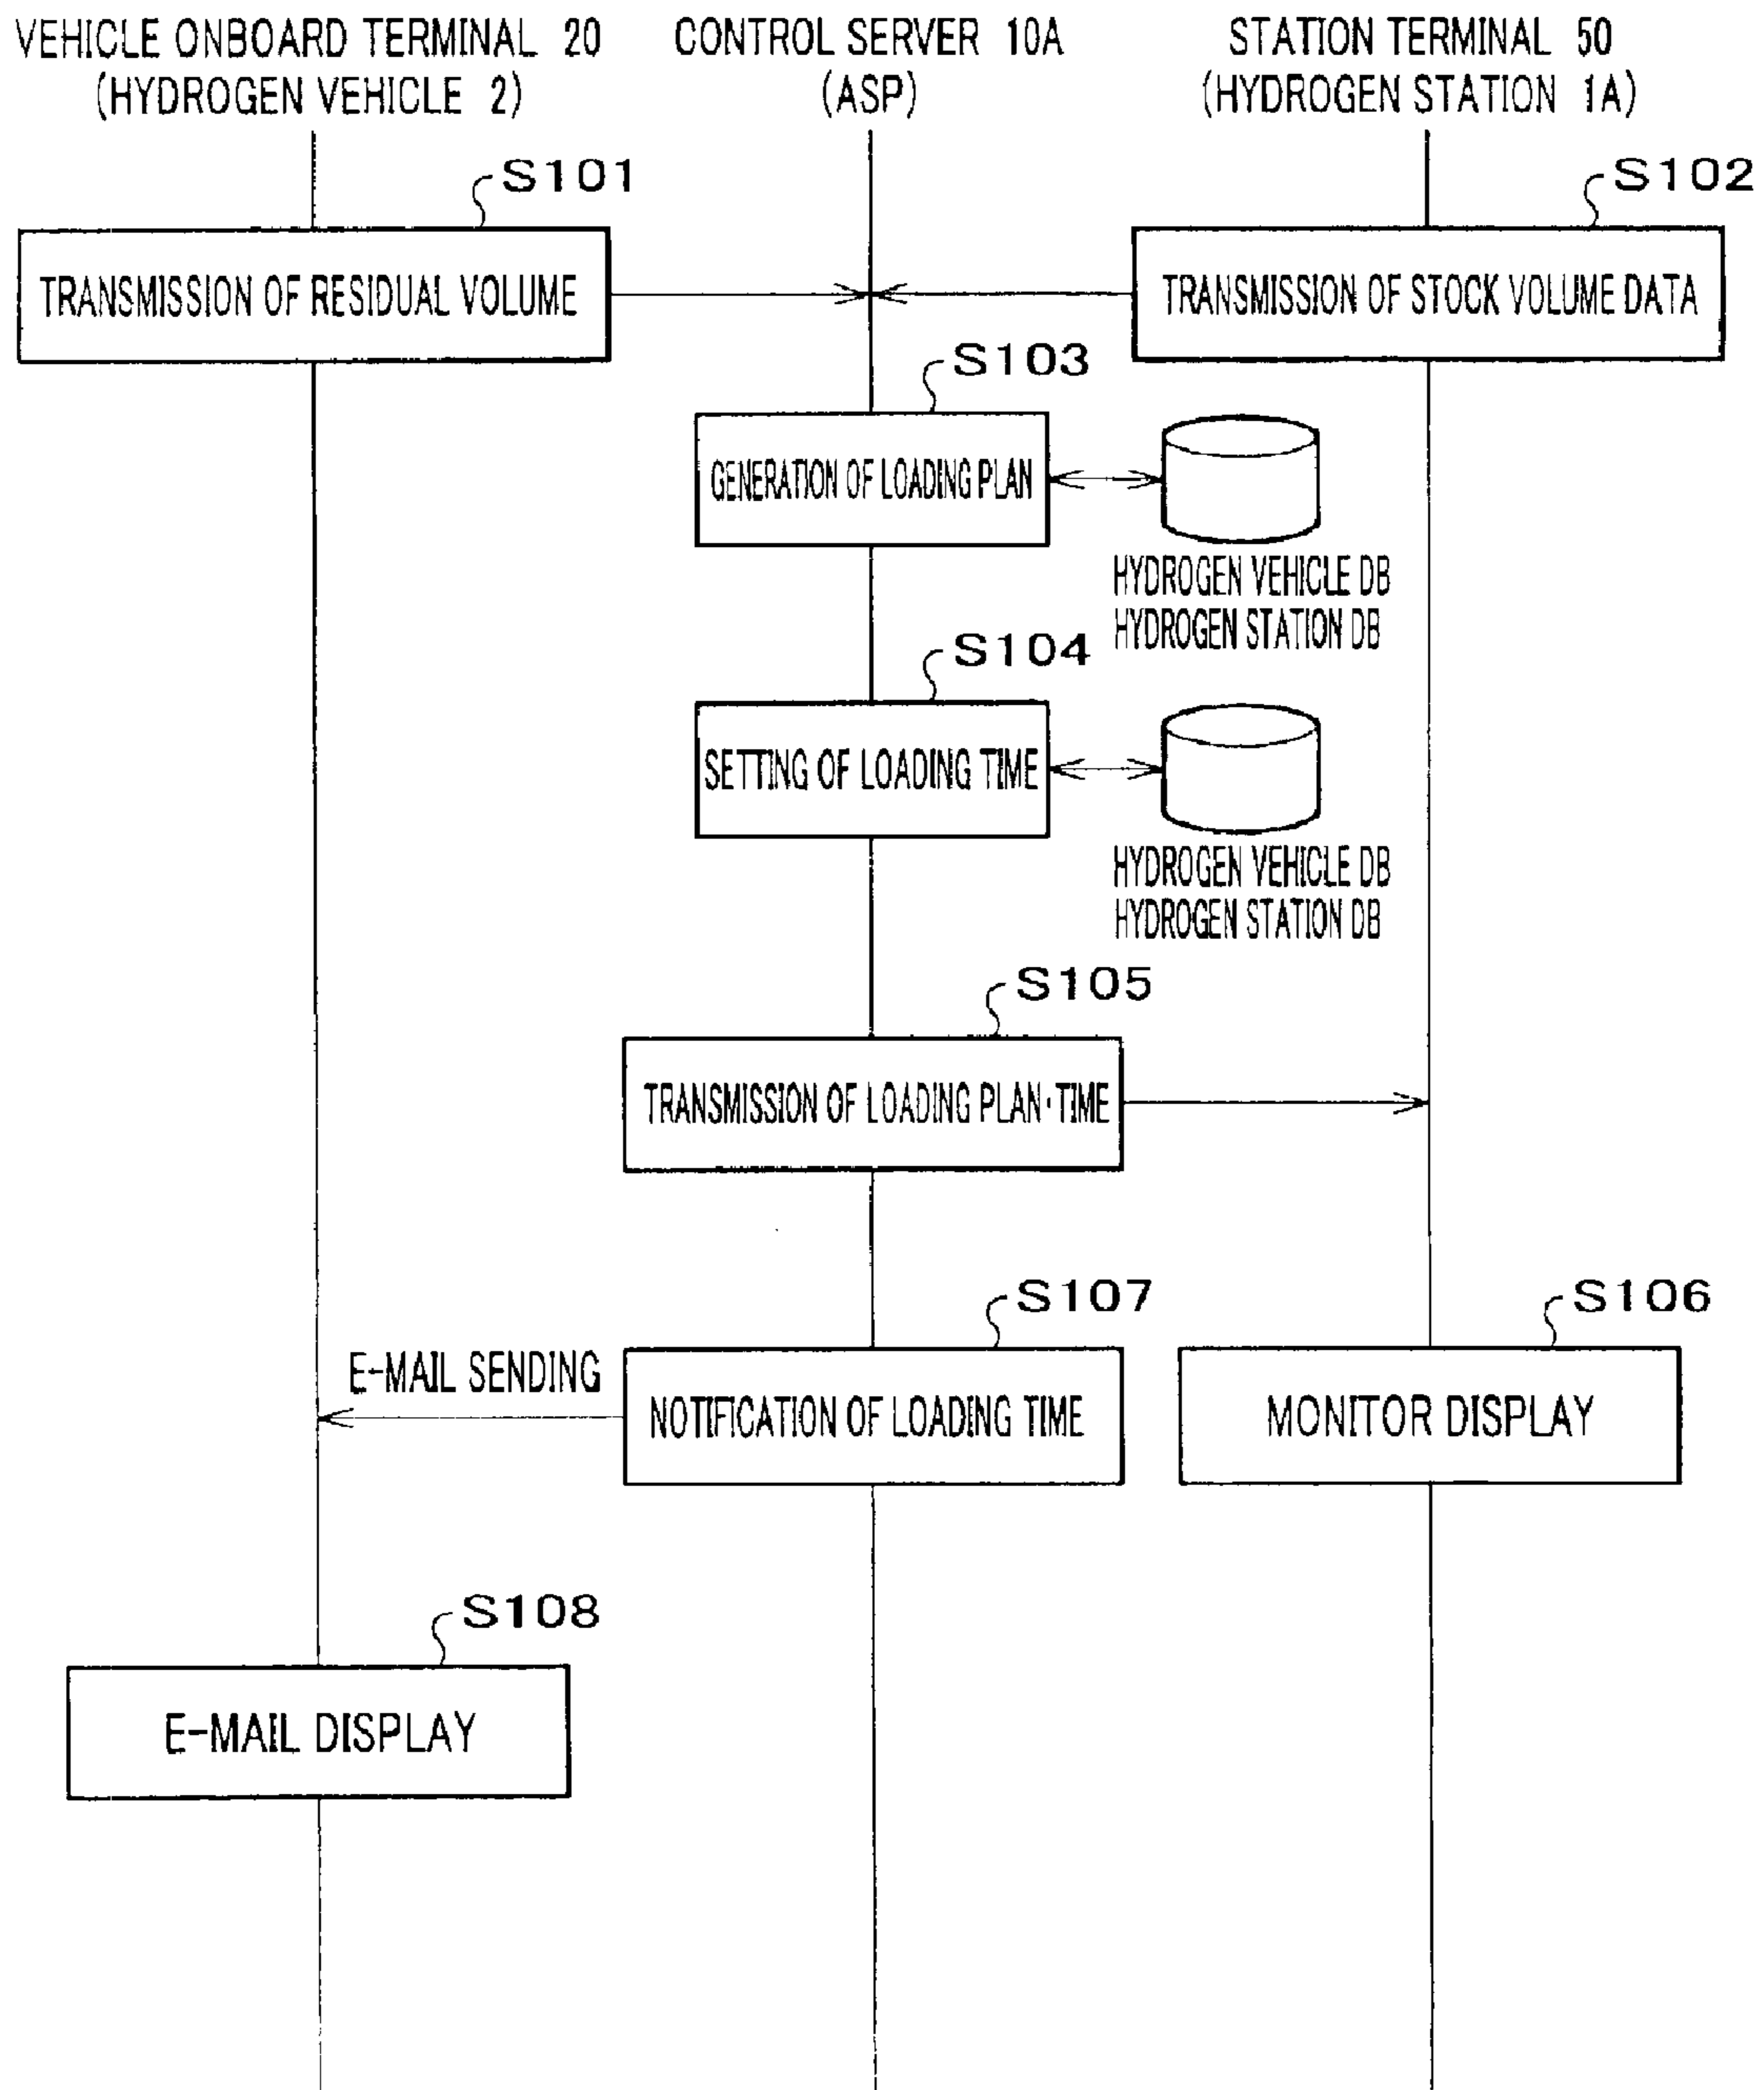 VEHICLE ONBOARD TERMINAL 20
(HYDROGEN VEHICLE 2)
CONTROL SERVER 10A
(ASP)
STATION TERMINAL 50
(HYDROGEN STATION 1A)
S101
TRANSMISSION OF RESIDUAL VOLUME
S102
TRANSMISSION OF STOCK VOLUME DATA
S103
GENERATION OF LOADING PLAN
HYDROGEN VEHICLE DB
HYDROGEN STATION DB
S104
SETTING OF LOADING TIME
HYDROGEN VEHICLE DB
HYDROGEN STATION DB
S105
TRANSMISSION OF LOADING PLAN·TIME
S107
E-MAIL SENDING
NOTIFICATION OF LOADING TIME
S106
MONITOR DISPLAY
S108
E-MAIL DISPLAY